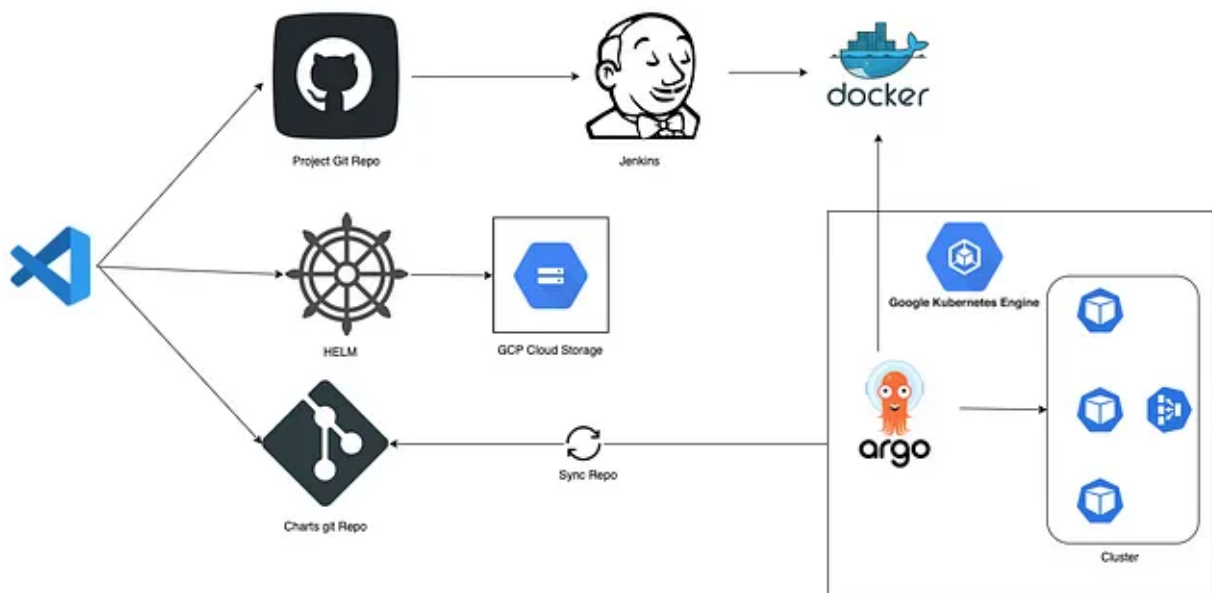 docker
Project Git Repo
Jenkins
Google Kubernetes Engine
HELM
GCP Cloud Storage
argo
Sync Repo
Charts git Repo
Cluster